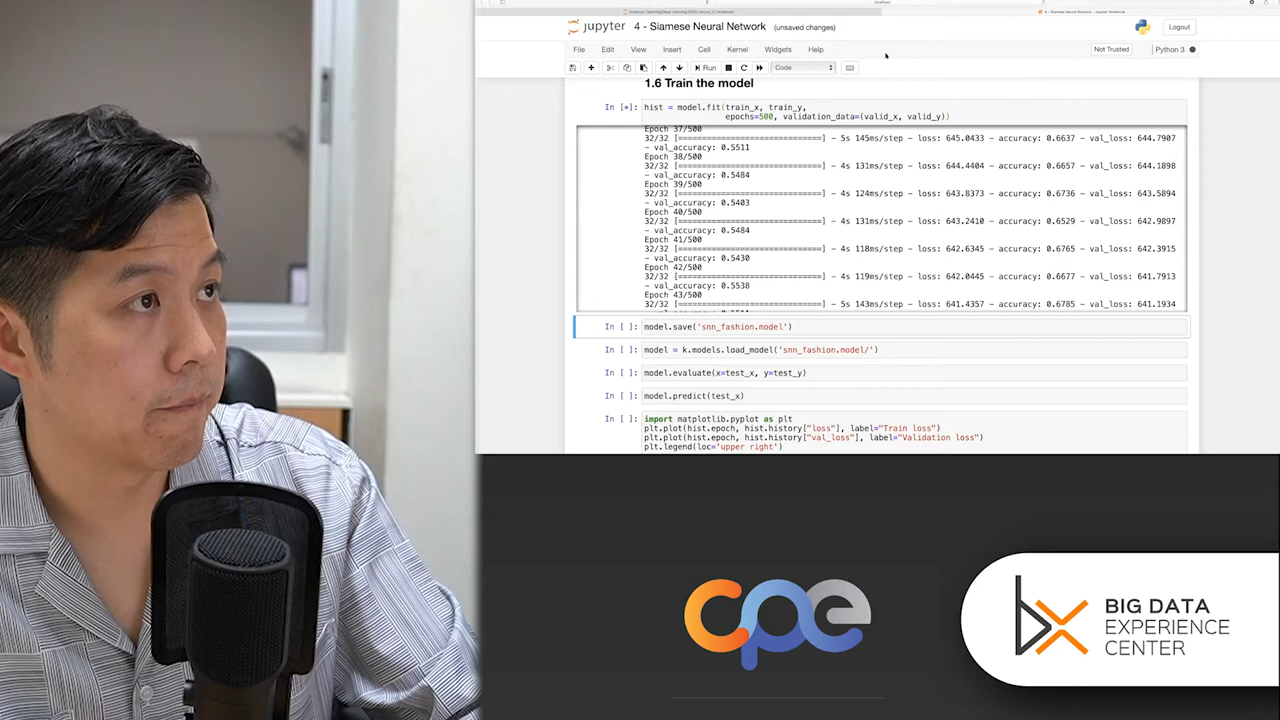 jupyter 4 - Siamese Neural Network (unsaved changes)
Logout
File Edit View Insert Cell Kernel Widgets Help
Not Trusted
Python 3
Run
Code
1.6 Train the model
In [*]: hist = model.fit(train_x, train_y,
epochs=500, validation_data=(valid_x, valid_y))
Epoch 37/500
32/32 [==============================] - 5s 145ms/step - loss: 645.0433 - accuracy: 0.6637 - val_loss: 644.7907
- val_accuracy: 0.5511
Epoch 38/500
32/32 [==============================] - 4s 131ms/step - loss: 644.4404 - accuracy: 0.6657 - val_loss: 644.1898
- val_accuracy: 0.5484
Epoch 39/500
32/32 [==============================] - 4s 124ms/step - loss: 643.8373 - accuracy: 0.6736 - val_loss: 643.5894
- val_accuracy: 0.5403
Epoch 40/500
32/32 [==============================] - 4s 131ms/step - loss: 643.2410 - accuracy: 0.6529 - val_loss: 642.9897
- val_accuracy: 0.5484
Epoch 41/500
32/32 [==============================] - 4s 118ms/step - loss: 642.6345 - accuracy: 0.6765 - val_loss: 642.3915
- val_accuracy: 0.5430
Epoch 42/500
32/32 [==============================] - 4s 119ms/step - loss: 642.0445 - accuracy: 0.6677 - val_loss: 641.7913
- val_accuracy: 0.5538
Epoch 43/500
32/32 [==============================] - 5s 143ms/step - loss: 641.4357 - accuracy: 0.6785 - val_loss: 641.1934
In [ ]: model.save('snn_fashion.model')
In [ ]: model = k.models.load_model('snn_fashion.model/')
In [ ]: model.evaluate(x=test_x, y=test_y)
In [ ]: model.predict(test_x)
In [ ]: import matplotlib.pyplot as plt
plt.plot(hist.epoch, hist.history["loss"], label="Train loss")
plt.plot(hist.epoch, hist.history["val_loss"], label="Validation loss")
plt.legend(loc='upper right')
cpe
bx
BIG DATA
EXPERIENCE
CENTER